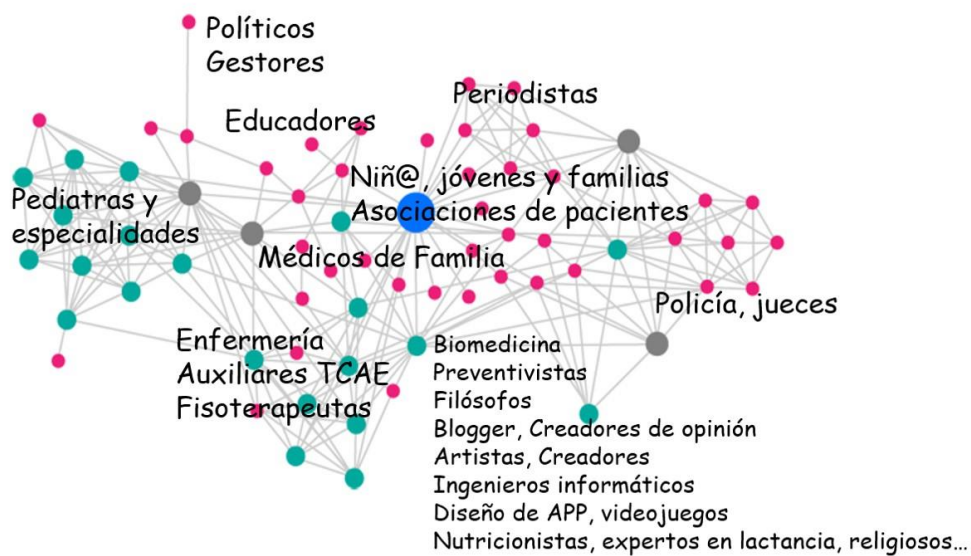 Políticos
Gestores
Educadores
Periodistas
Niñ@, jóvenes y familias
Asociaciones de pacientes
Pediatras y
especialidades
Médicos de Familia
Policía, jueces
Enfermería
Auxiliares TCAE
Fisoterapeutas
Biomedicina
Preventivistas
Filósofos
Blogger, Creadores de opinión
Artistas, Creadores
Ingenieros informáticos
Diseño de APP, videojuegos
Nutricionistas, expertos en lactancia, religiosos...